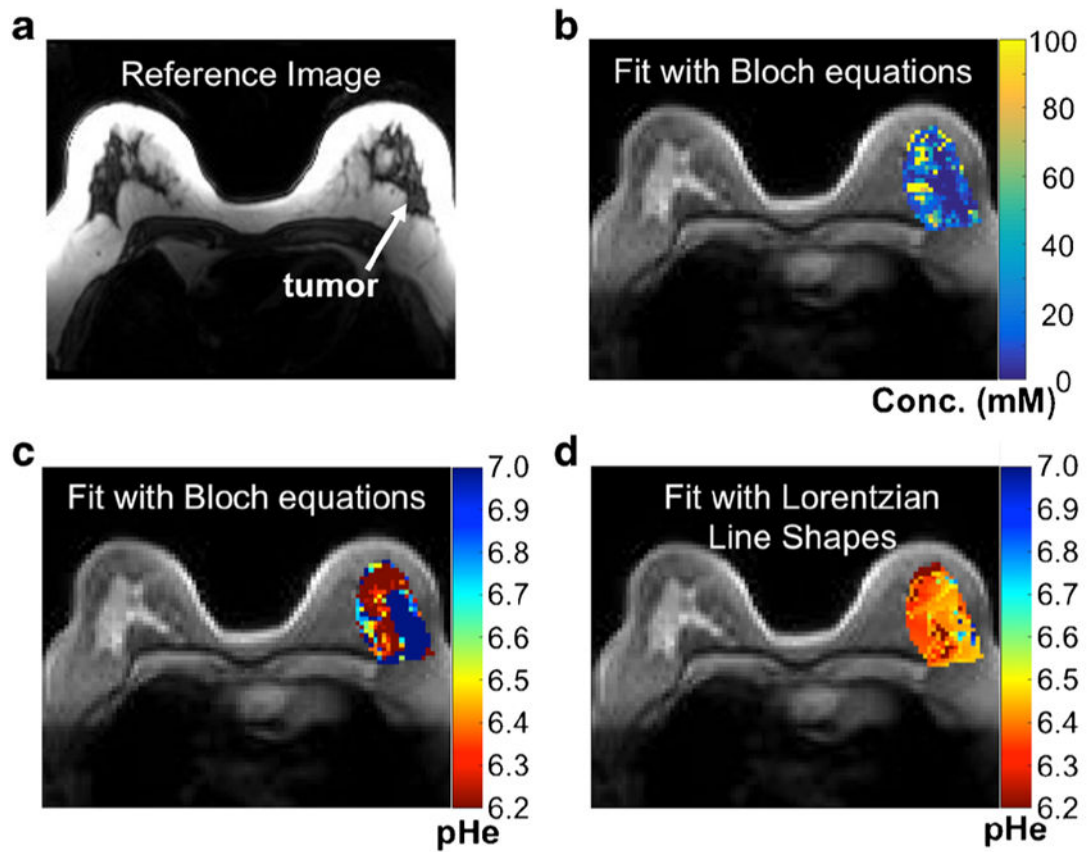 a
Reference Image
tumor
b
Fit with Bloch equations
100
80
60
40
20
0
Conc. (mM)
c
Fit with Bloch equations
7.0
6.9
6.8
6.7
6.6
6.5
6.4
6.3
6.2
pHe
d
Fit with Lorentzian
Line Shapes
7.0
6.9
6.8
6.7
6.6
6.5
6.4
6.3
6.2
pHe